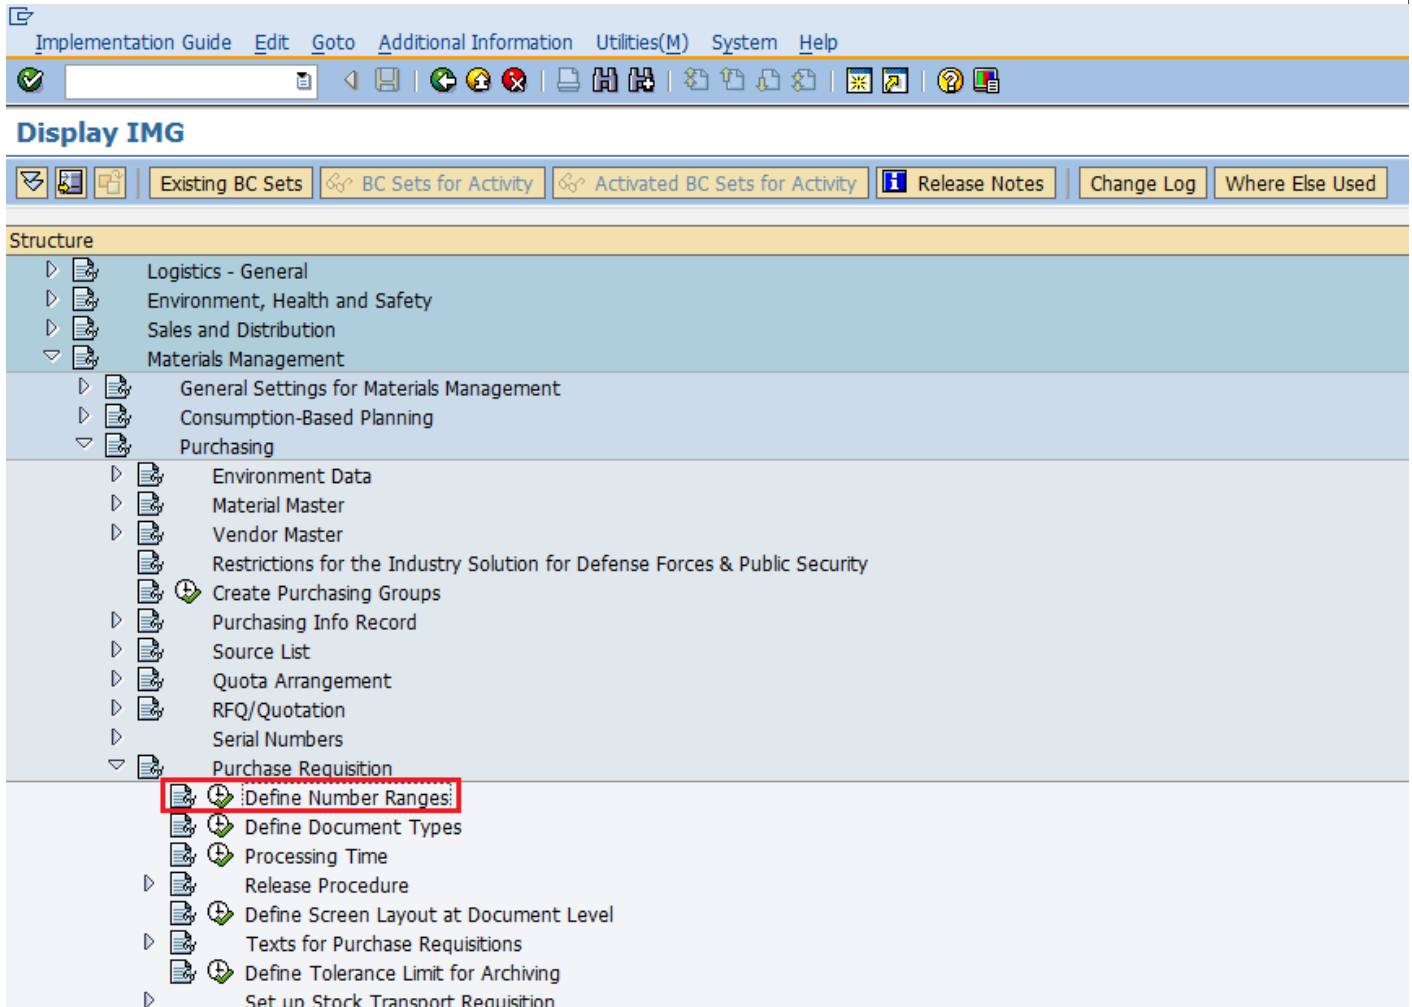 Implementation Guide Edit Goto Additional Information Utilities(M) System Help
Display IMG
Existing BC Sets BC Sets for Activity Activated BC Sets for Activity Release Notes Change Log Where Else Used
Structure
Logistics - General
Environment, Health and Safety
Sales and Distribution
Materials Management
General Settings for Materials Management
Consumption-Based Planning
Purchasing
Environment Data
Material Master
Vendor Master
Restrictions for the Industry Solution for Defense Forces & Public Security
Create Purchasing Groups
Purchasing Info Record
Source List
Quota Arrangement
RFQ/Quotation
Serial Numbers
Purchase Requisition
Define Number Ranges
Define Document Types
Processing Time
Release Procedure
Define Screen Layout at Document Level
Texts for Purchase Requisitions
Define Tolerance Limit for Archiving
Set up Stock Transport Requisition